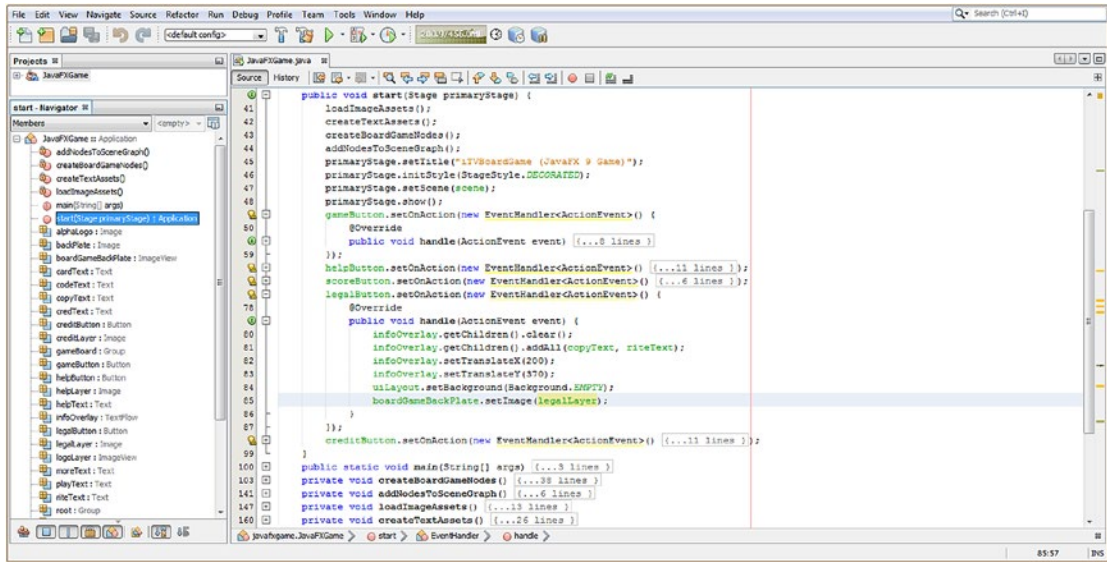 File Edit View Navigate Source Refactor Run Debug Profile Team Tools Window Help
Search (Ctrl+I)
<default config>
Projects
JavaFXGame
start - Navigator
Members <empty>
JavaFXGame :: Application
addNodesToSceneGraph()
createBoardGameNodes()
createTextAssets()
loadImageAssets()
main(String[] args)
start(Stage primaryStage) ↑ Application
alphaLogo : Image
backPlate : Image
boardGameBackPlate : ImageView
cardText : Text
codeText : Text
copyText : Text
credText : Text
creditButton : Button
creditLayer : Image
gameBoard : Group
gameButton : Button
helpButton : Button
helpLayer : Image
helpText : Text
infoOverlay : TextFlow
legalButton : Button
legalLayer : Image
logoLayer : ImageView
moreText : Text
playText : Text
riteText : Text
root : Group
JavaFXGame.java
Source History
public void start(Stage primaryStage) {
41 loadImageAssets();
42 createTextAssets();
43 createBoardGameNodes();
44 addNodesToSceneGraph();
45 primaryStage.setTitle("iTVBoardGame (JavaFX 9 Game)");
46 primaryStage.initStyle(StageStyle.DECORATED);
47 primaryStage.setScene(scene);
48 primaryStage.show();
gameButton.setOnAction(new EventHandler<ActionEvent>() {
50 @Override
public void handle(ActionEvent event) {...8 lines }
59 });
helpButton.setOnAction(new EventHandler<ActionEvent>() {...11 lines });
scoreButton.setOnAction(new EventHandler<ActionEvent>() {...6 lines });
legalButton.setOnAction(new EventHandler<ActionEvent>() {
78 @Override
public void handle(ActionEvent event) {
80 infoOverlay.getChildren().clear();
81 infoOverlay.getChildren().addAll(copyText, riteText);
82 infoOverlay.setTranslateX(200);
83 infoOverlay.setTranslateY(370);
84 uiLayout.setBackground(Background.EMPTY);
85 boardGameBackPlate.setImage(legalLayer);
86 }
87 });
creditButton.setOnAction(new EventHandler<ActionEvent>() {...11 lines });
99 }
100 public static void main(String[] args) {...3 lines }
103 private void createBoardGameNodes() {...38 lines }
141 private void addNodesToSceneGraph() {...6 lines }
147 private void loadImageAssets() {...13 lines }
160 private void createTextAssets() {...26 lines }
javafxgame.JavaFXGame start EventHandler handle
85:57 INS